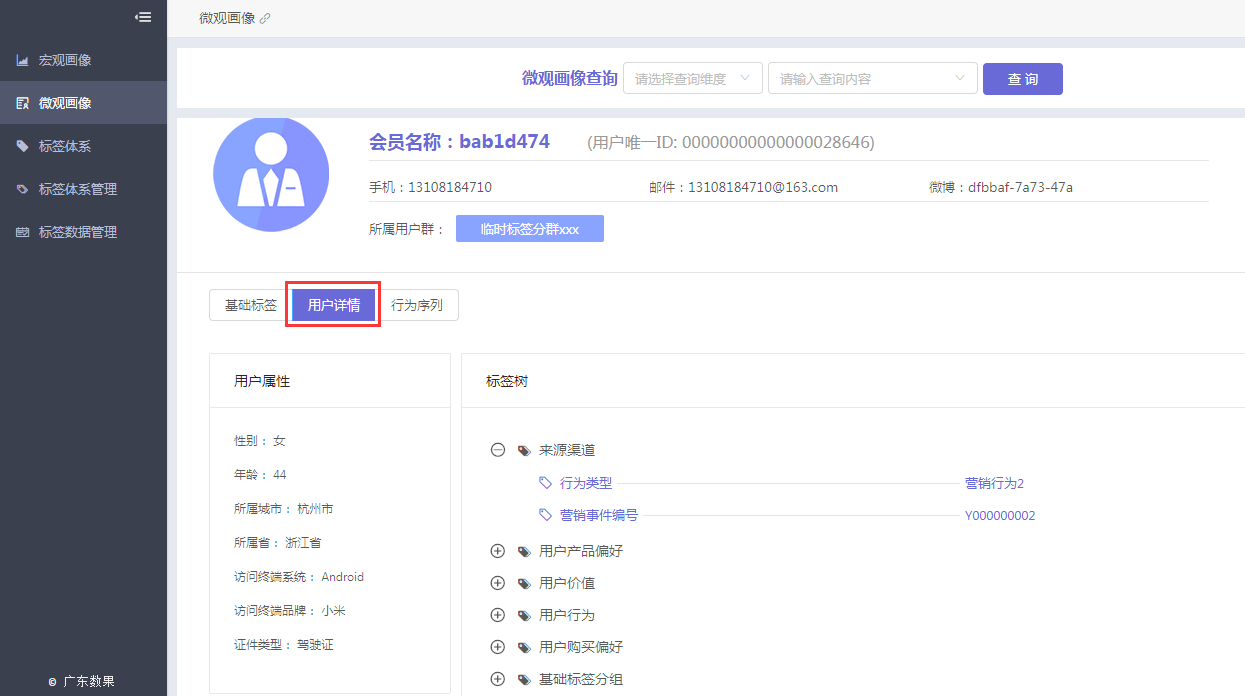 微观画像
宏观画像
微观画像
标签体系
标签体系管理
标签数据管理
© 广东数果
微观画像查询 请选择查询维度 请输入查询内容 查 询
会员名称：bab1d474 (用户唯一ID: 00000000000000028646)
手机：13108184710 邮件：13108184710@163.com 微博：dfbbaf-7a73-47a
所属用户群： 临时标签分群xxx
基础标签 用户详情 行为序列
用户属性
性别： 女
年龄： 44
所属城市： 杭州市
所属省： 浙江省
访问终端系统： Android
访问终端品牌： 小米
证件类型： 驾驶证
标签树
来源渠道
行为类型 营销行为2
营销事件编号 Y000000002
用户产品偏好
用户价值
用户行为
用户购买偏好
基础标签分组